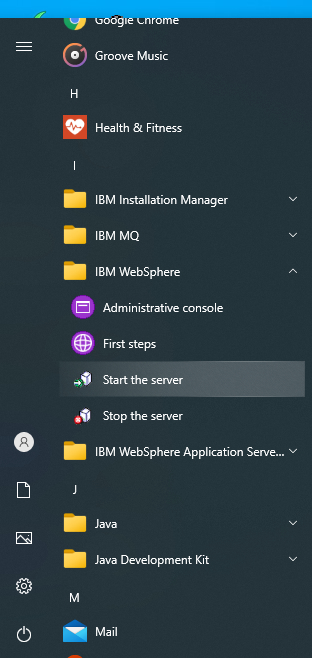 Google Chrome
Groove Music
H
Health & Fitness
I
IBM Installation Manager
IBM MQ
IBM WebSphere
Administrative console
First steps
Start the server
Stop the server
IBM WebSphere Application Serve...
J
Java
Java Development Kit
M
Mail